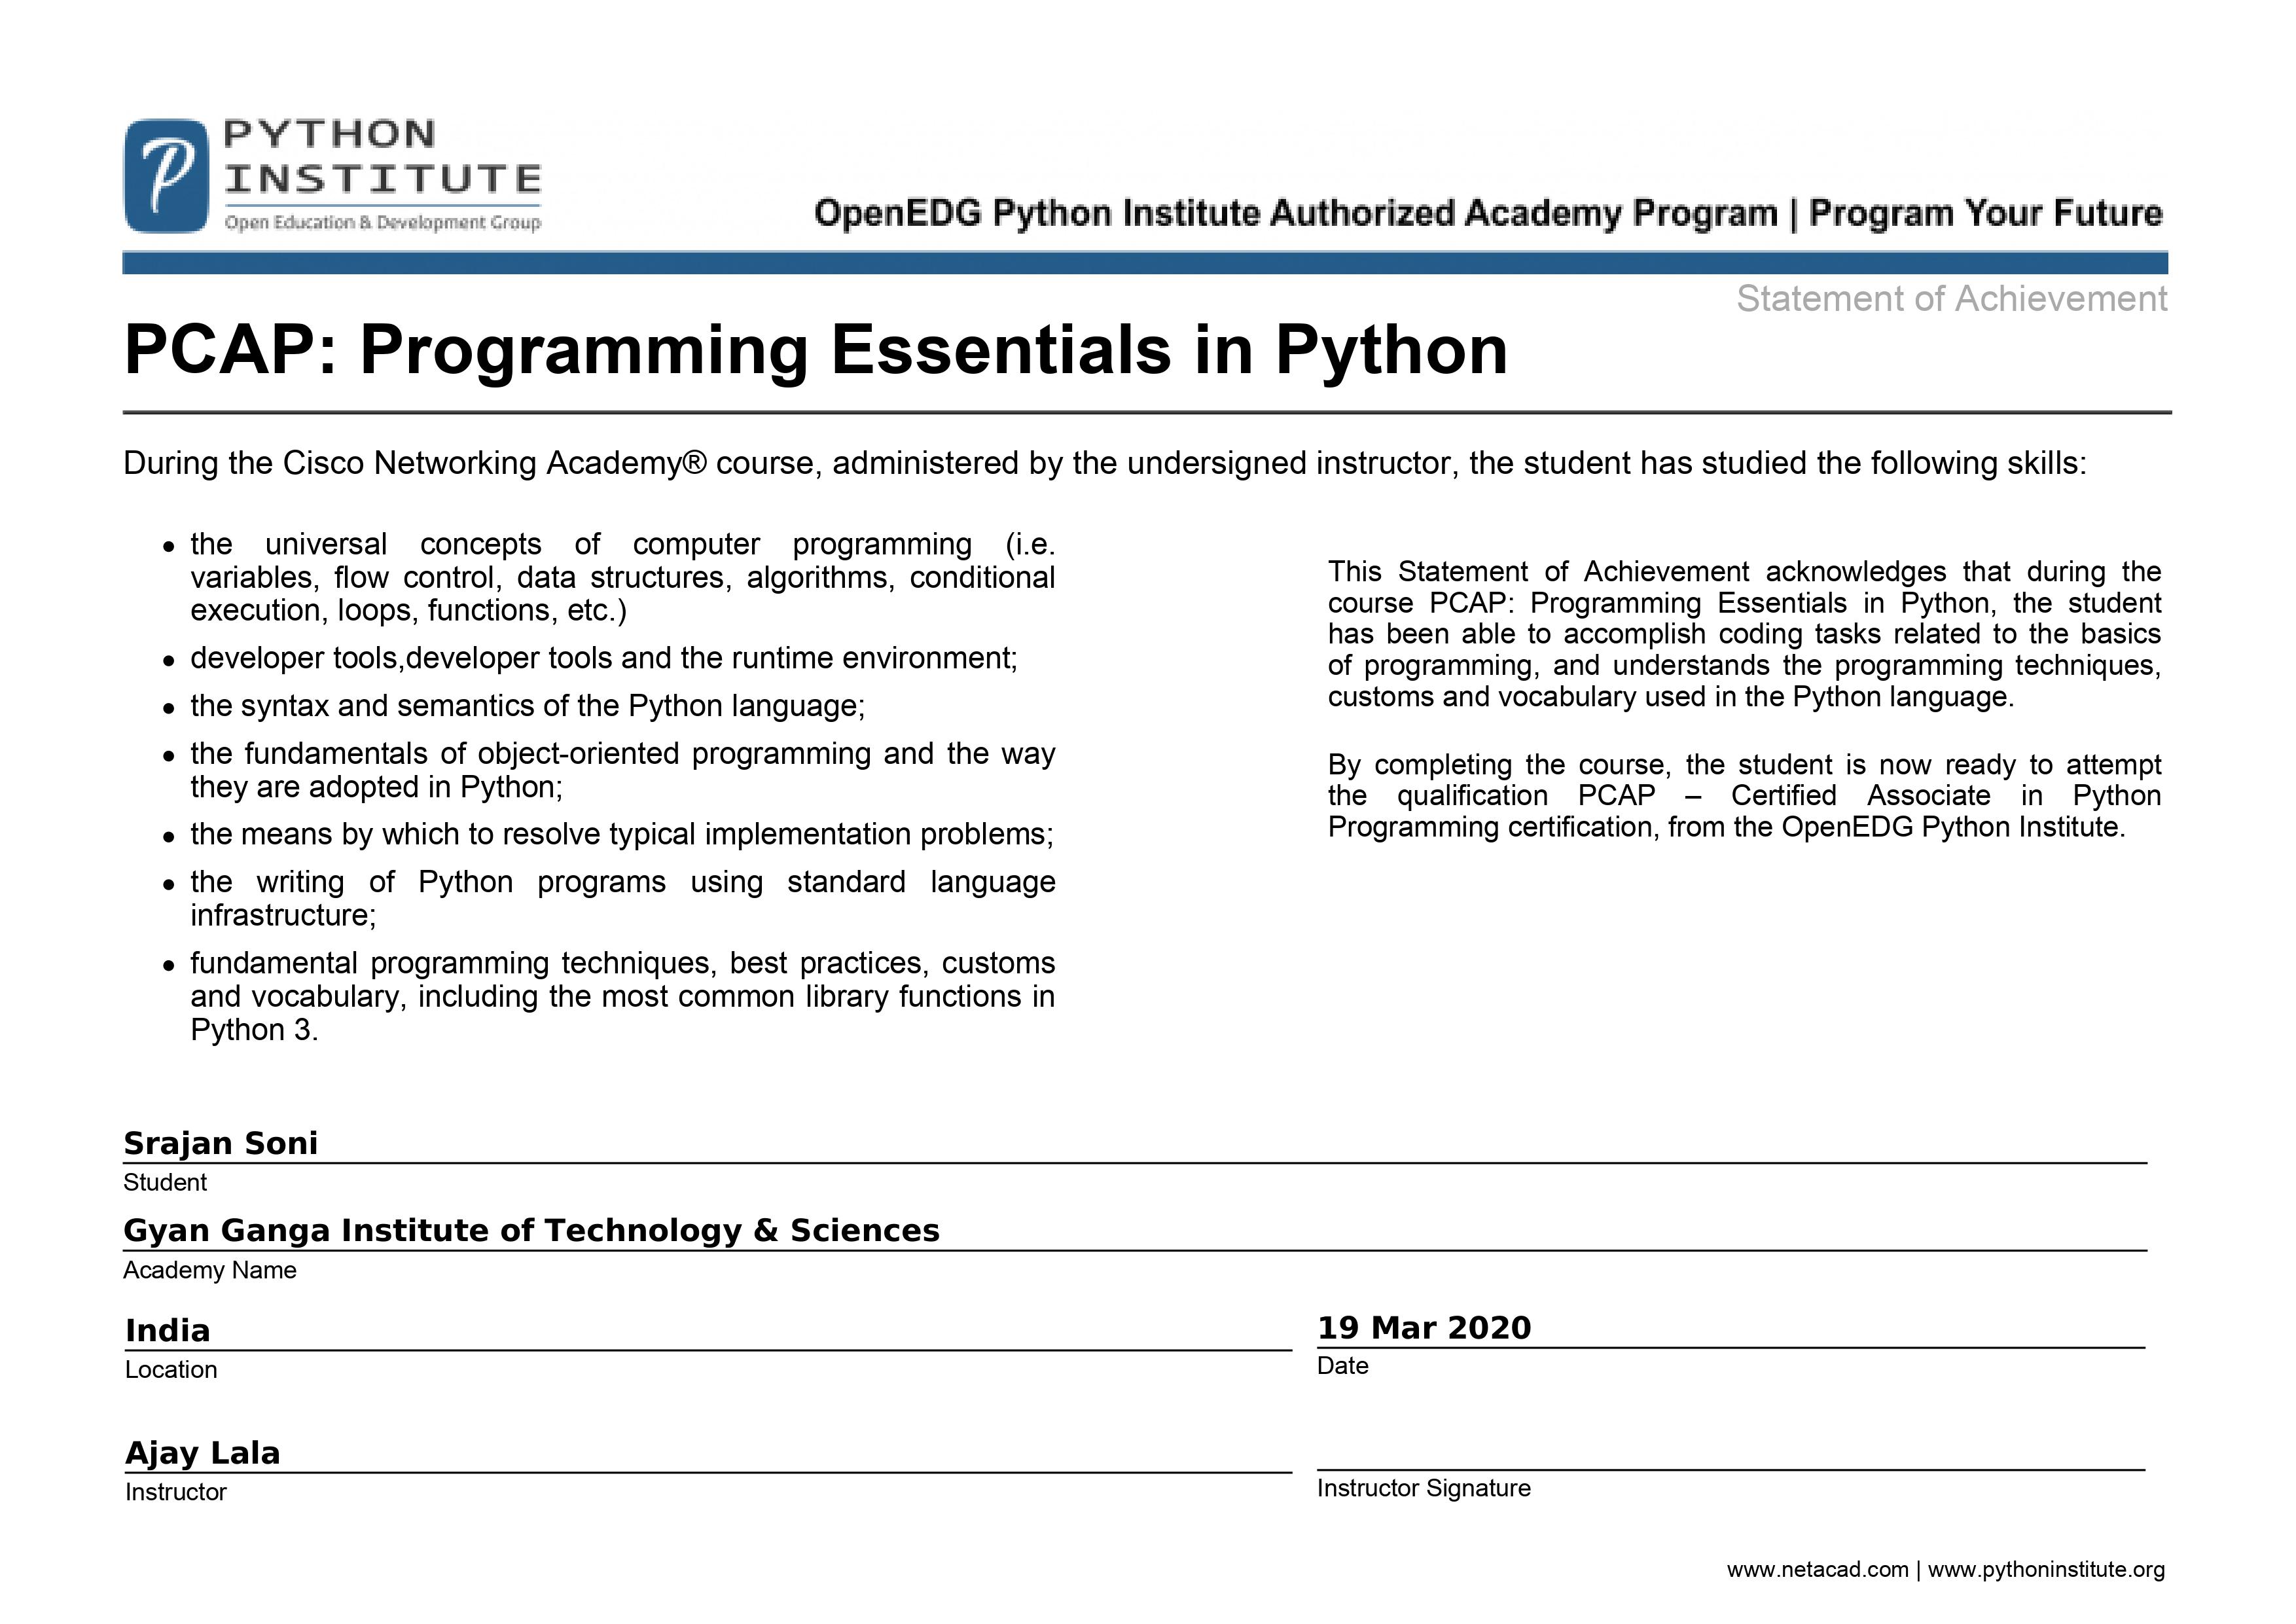 PYTHON
INSTITUTE
Open Education & Development Group
OpenEDG Python Institute Authorized Academy Program | Program Your Future
Statement of Achievement
PCAP: Programming Essentials in Python
During the Cisco Networking Academy® course, administered by the undersigned instructor, the student has studied the following skills:
• the universal concepts of computer programming (i.e.
variables, flow control, data structures, algorithms, conditional
execution, loops, functions, etc.)
• developer tools,developer tools and the runtime environment;
• the syntax and semantics of the Python language;
• the fundamentals of object-oriented programming and the way
they are adopted in Python;
• the means by which to resolve typical implementation problems;
• the writing of Python programs using standard language
infrastructure;
• fundamental programming techniques, best practices, customs
and vocabulary, including the most common library functions in
Python 3.
This Statement of Achievement acknowledges that during the
course PCAP: Programming Essentials in Python, the student
has been able to accomplish coding tasks related to the basics
of programming, and understands the programming techniques,
customs and vocabulary used in the Python language.
By completing the course, the student is now ready to attempt
the qualification PCAP – Certified Associate in Python
Programming certification, from the OpenEDG Python Institute.
Srajan Soni
Student
Gyan Ganga Institute of Technology & Sciences
Academy Name
India
Location
19 Mar 2020
Date
Ajay Lala
Instructor
Instructor Signature
www.netacad.com | www.pythoninstitute.org